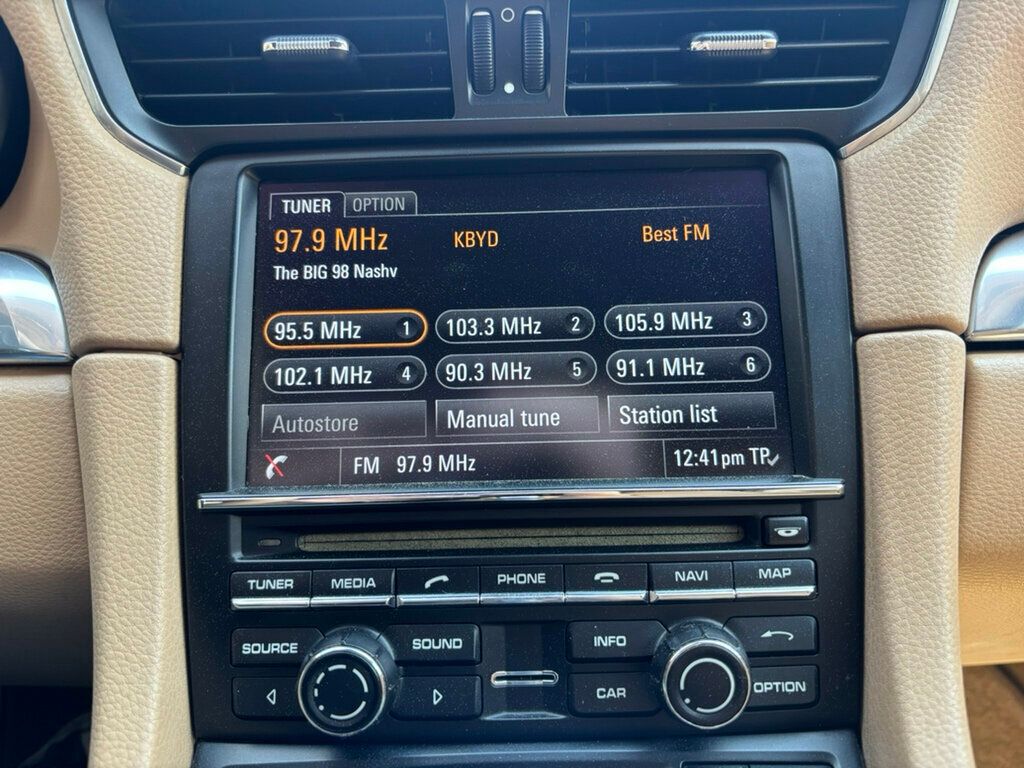 TUNER OPTION
97.9 MHz KBYD Best FM
The BIG 98 Nashv
95.5 MHz 1 103.3 MHz 2 105.9 MHz 3
102.1 MHz 4 90.3 MHz 5 91.1 MHz 6
Autostore Manual tune Station list
FM 97.9 MHz 12:41 pm TP
TUNER MEDIA PHONE NAVI MAP
SOURCE SOUND INFO
CAR OPTION